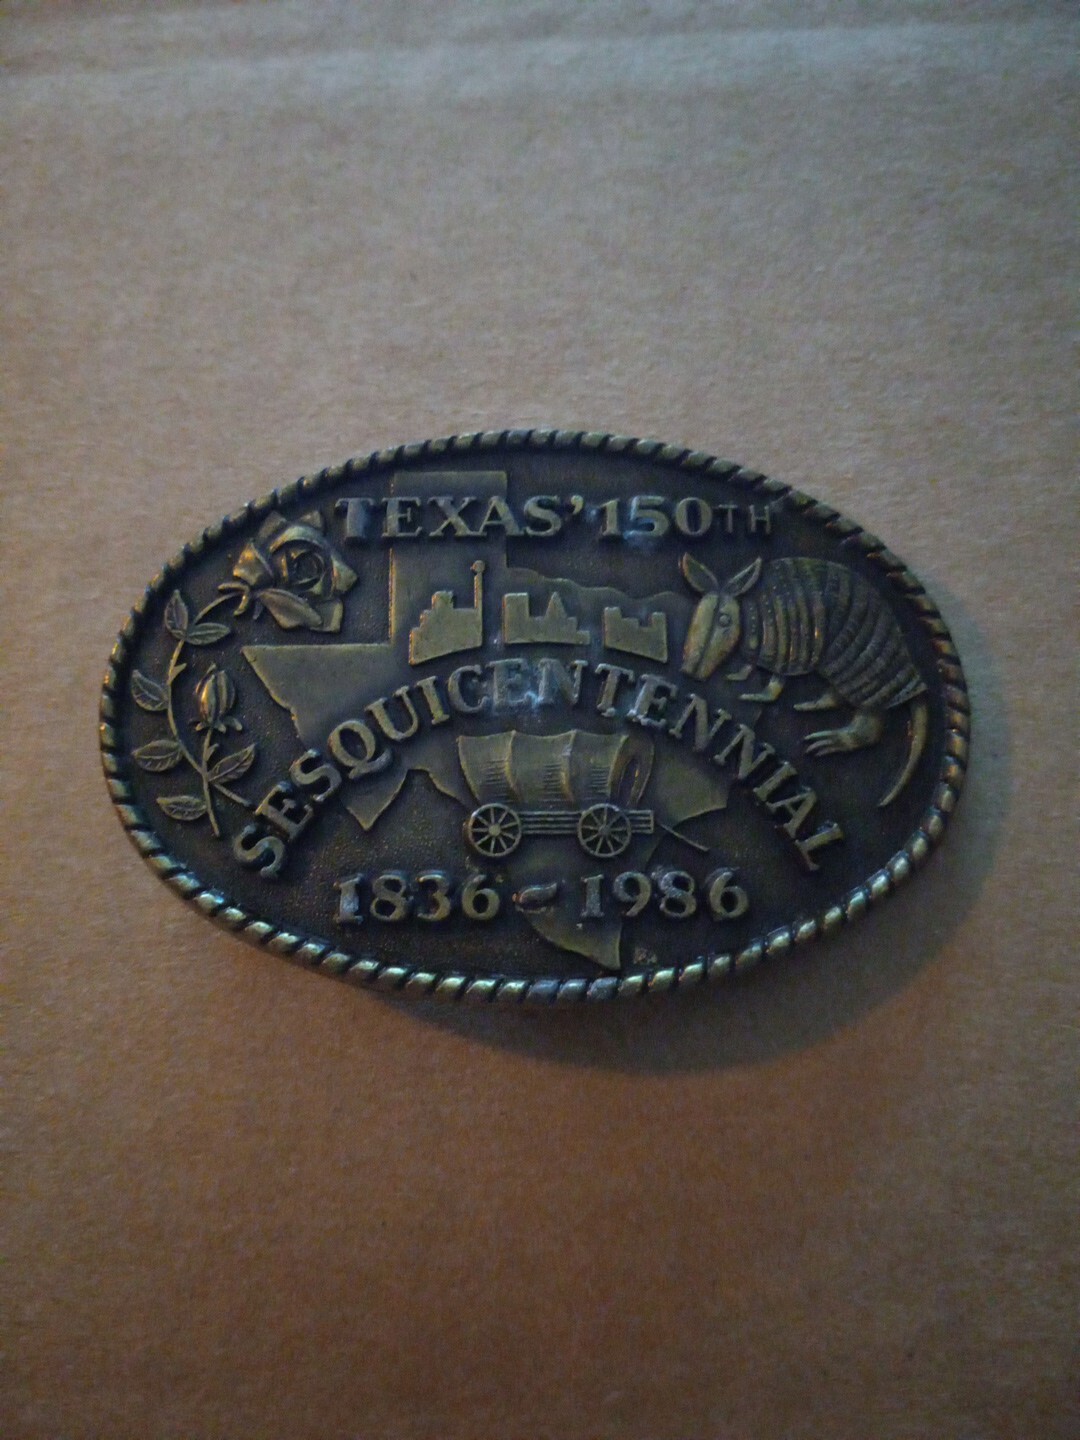 TEXAS' 150TH
SESQUICENTENNIAL
1836 - 1986